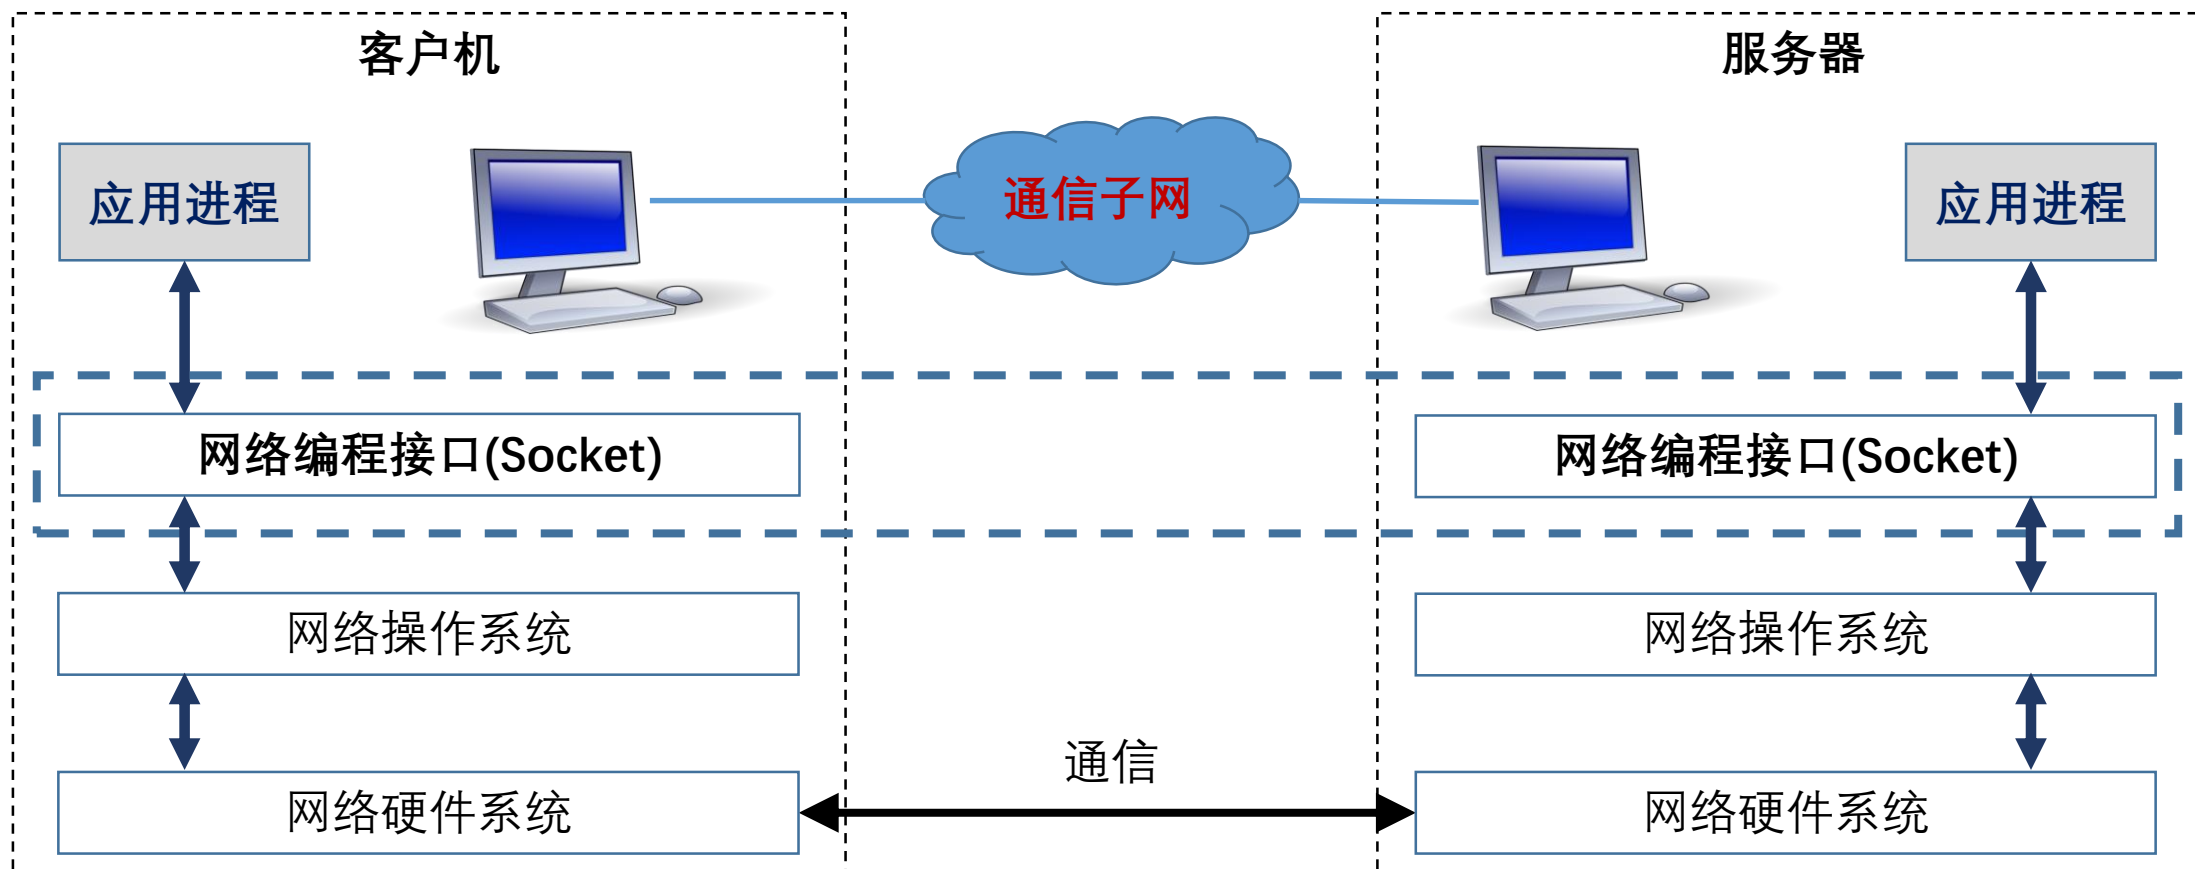 客户机
服务器
应用进程
通信子网
应用进程
网络编程接口(Socket)
网络编程接口(Socket)
网络操作系统
网络操作系统
通信
网络硬件系统
网络硬件系统